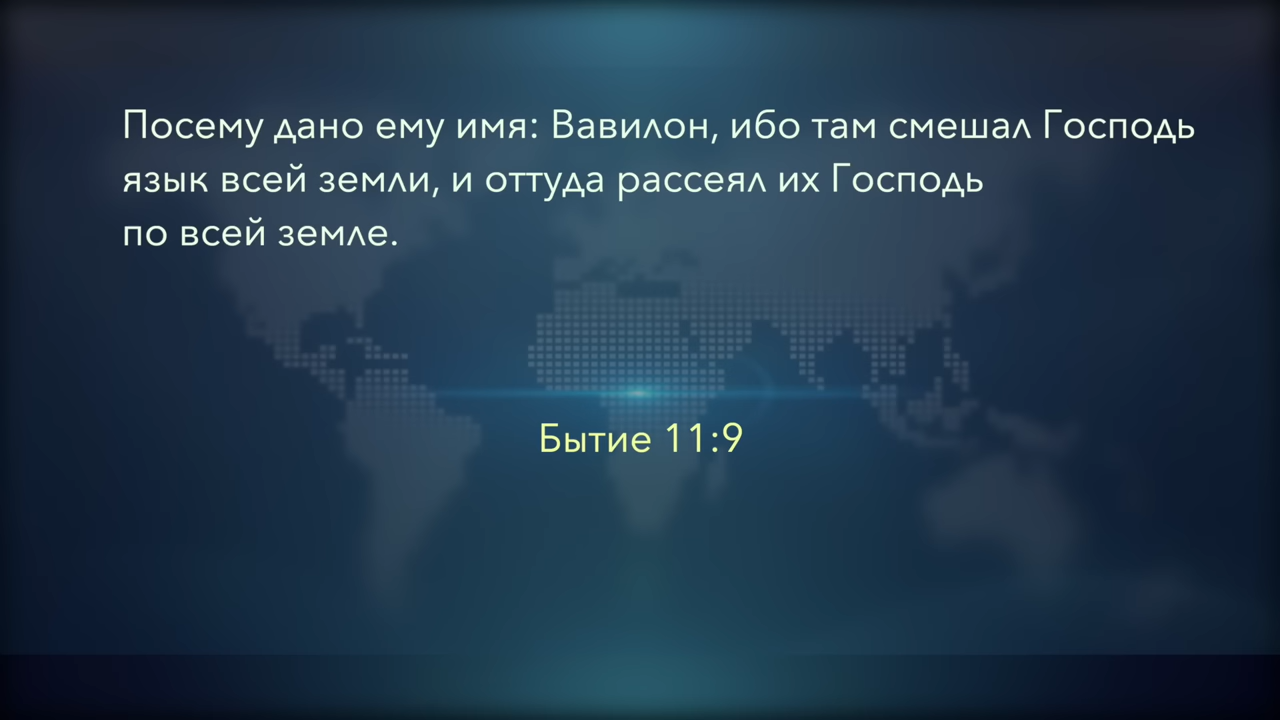 Посему дано ему имя: Вавилон, ибо там смешал Господь
язык всей земли, и оттуда рассеял их Господь
по всей земле.
Бытие 11:9